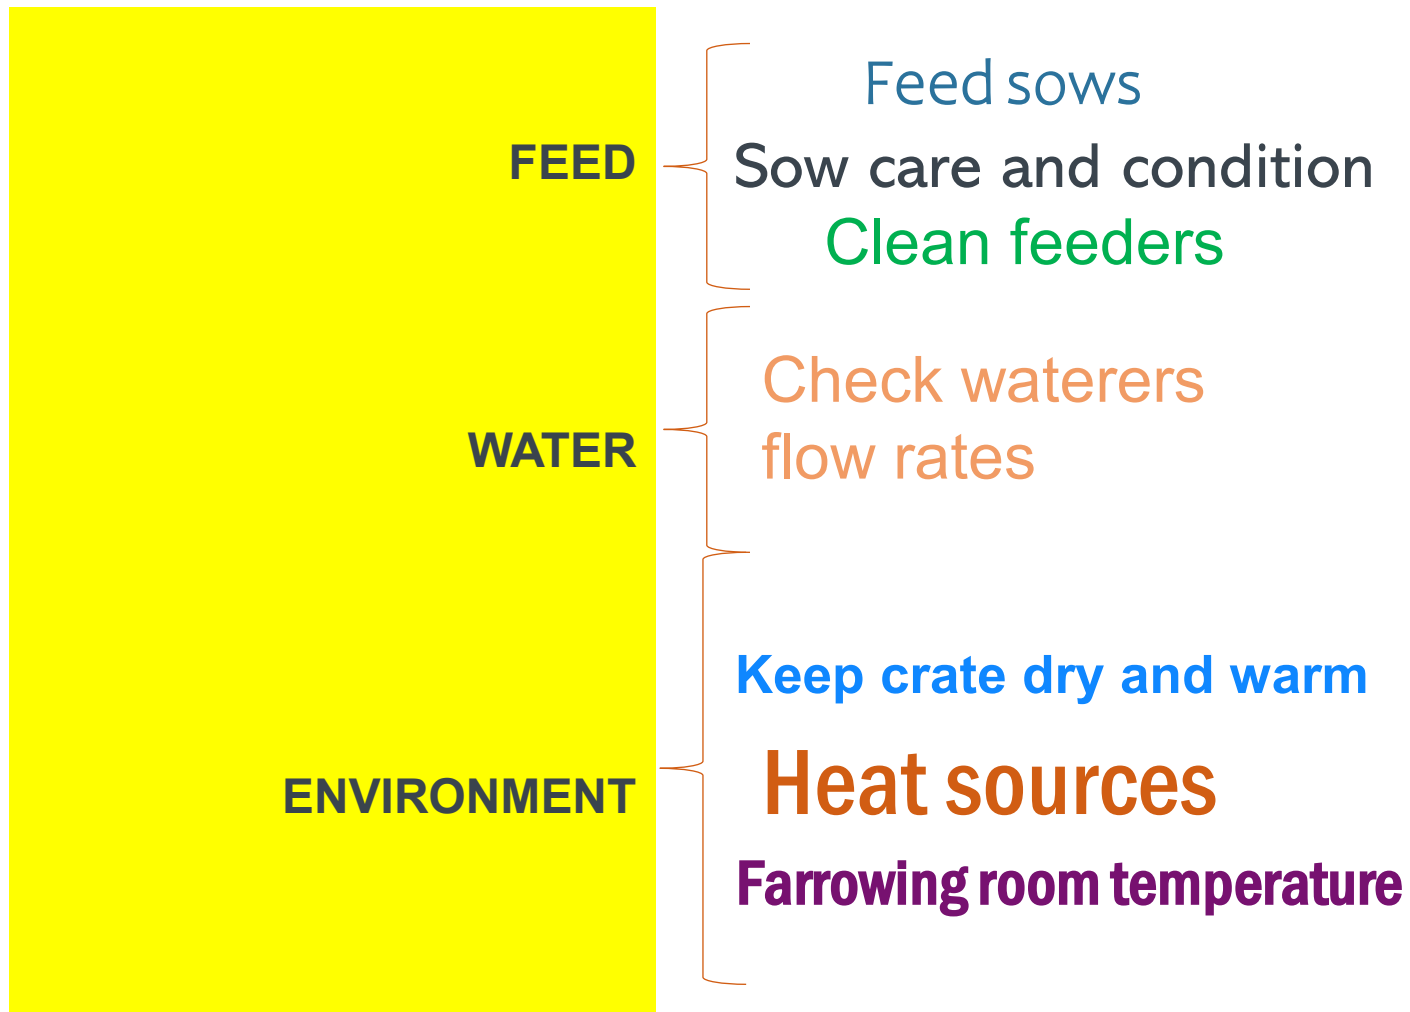 FEED
Feed sows
Sow care and condition
Clean feeders
WATER
Check waterers
flow rates
ENVIRONMENT
Keep crate dry and warm
Heat sources
Farrowing room temperature